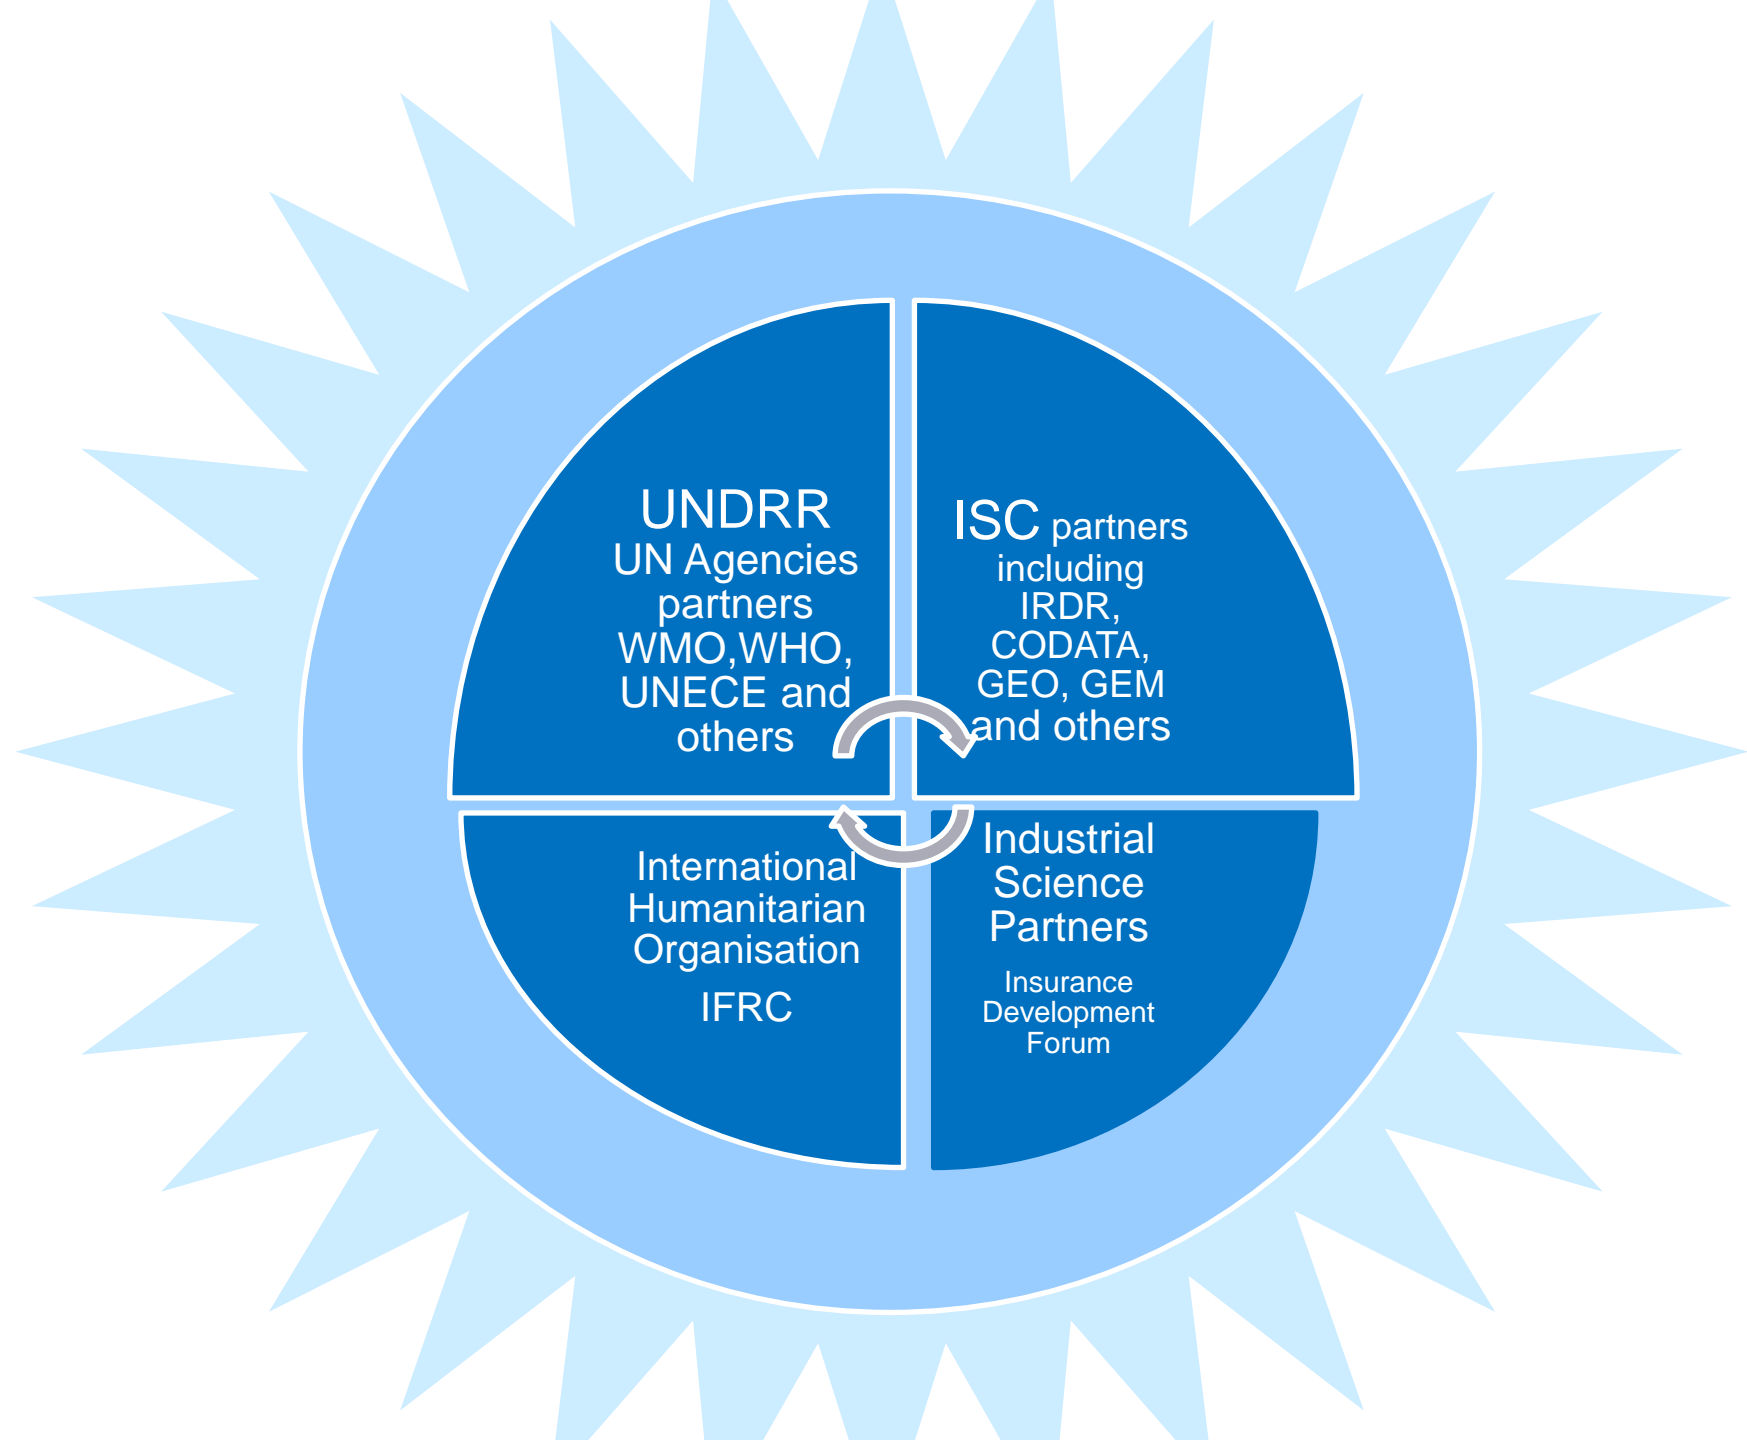 UNDRR
UN Agencies
partners
WMO,WHO,
UNECE and
others
ISC partners
including
IRDR,
CODATA,
GEO, GEM
and others
International
Humanitarian
Organisation
IFRC
Industrial
Science
Partners
Insurance
Development
Forum